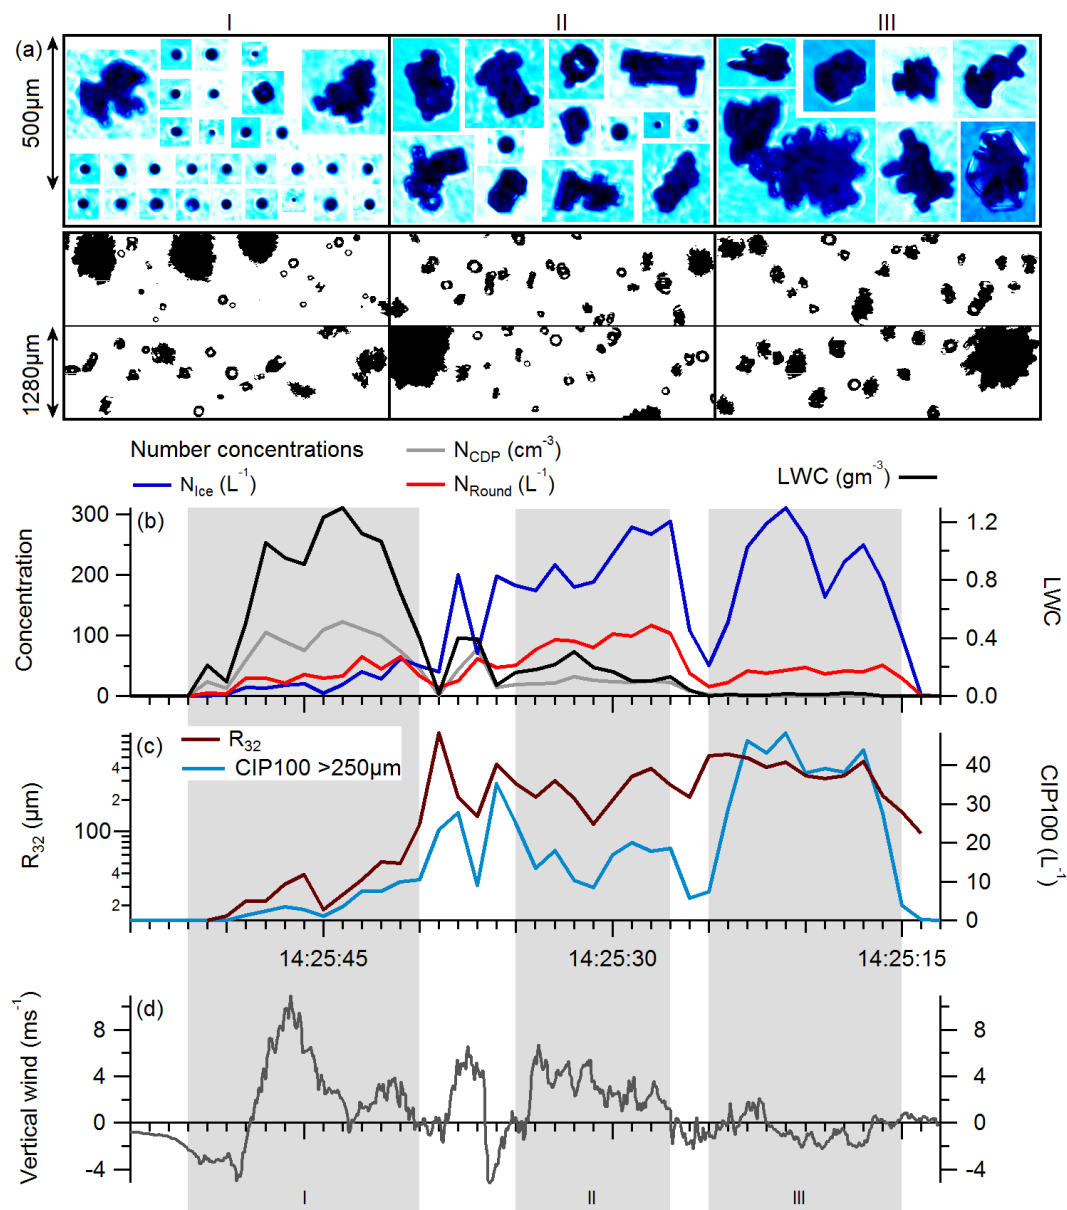 I II III
(a)
500µm
1280µm
Number concentrations
N_CDP (cm⁻³)
N_Ice (L⁻¹)
N_Round (L⁻¹)
LWC (gm⁻³)
(b)
300
200
100
0
Concentration
1.2
0.8
0.4
0.0
LWC
(c)
R₃₂
CIP100 >250µm
4
2
100
4
2
R₃₂ (µm)
40
30
20
10
0
CIP100 (L⁻¹)
14:25:45 14:25:30 14:25:15
(d)
8
4
0
-4
Vertical wind (ms⁻¹)
8
4
0
-4
I II III